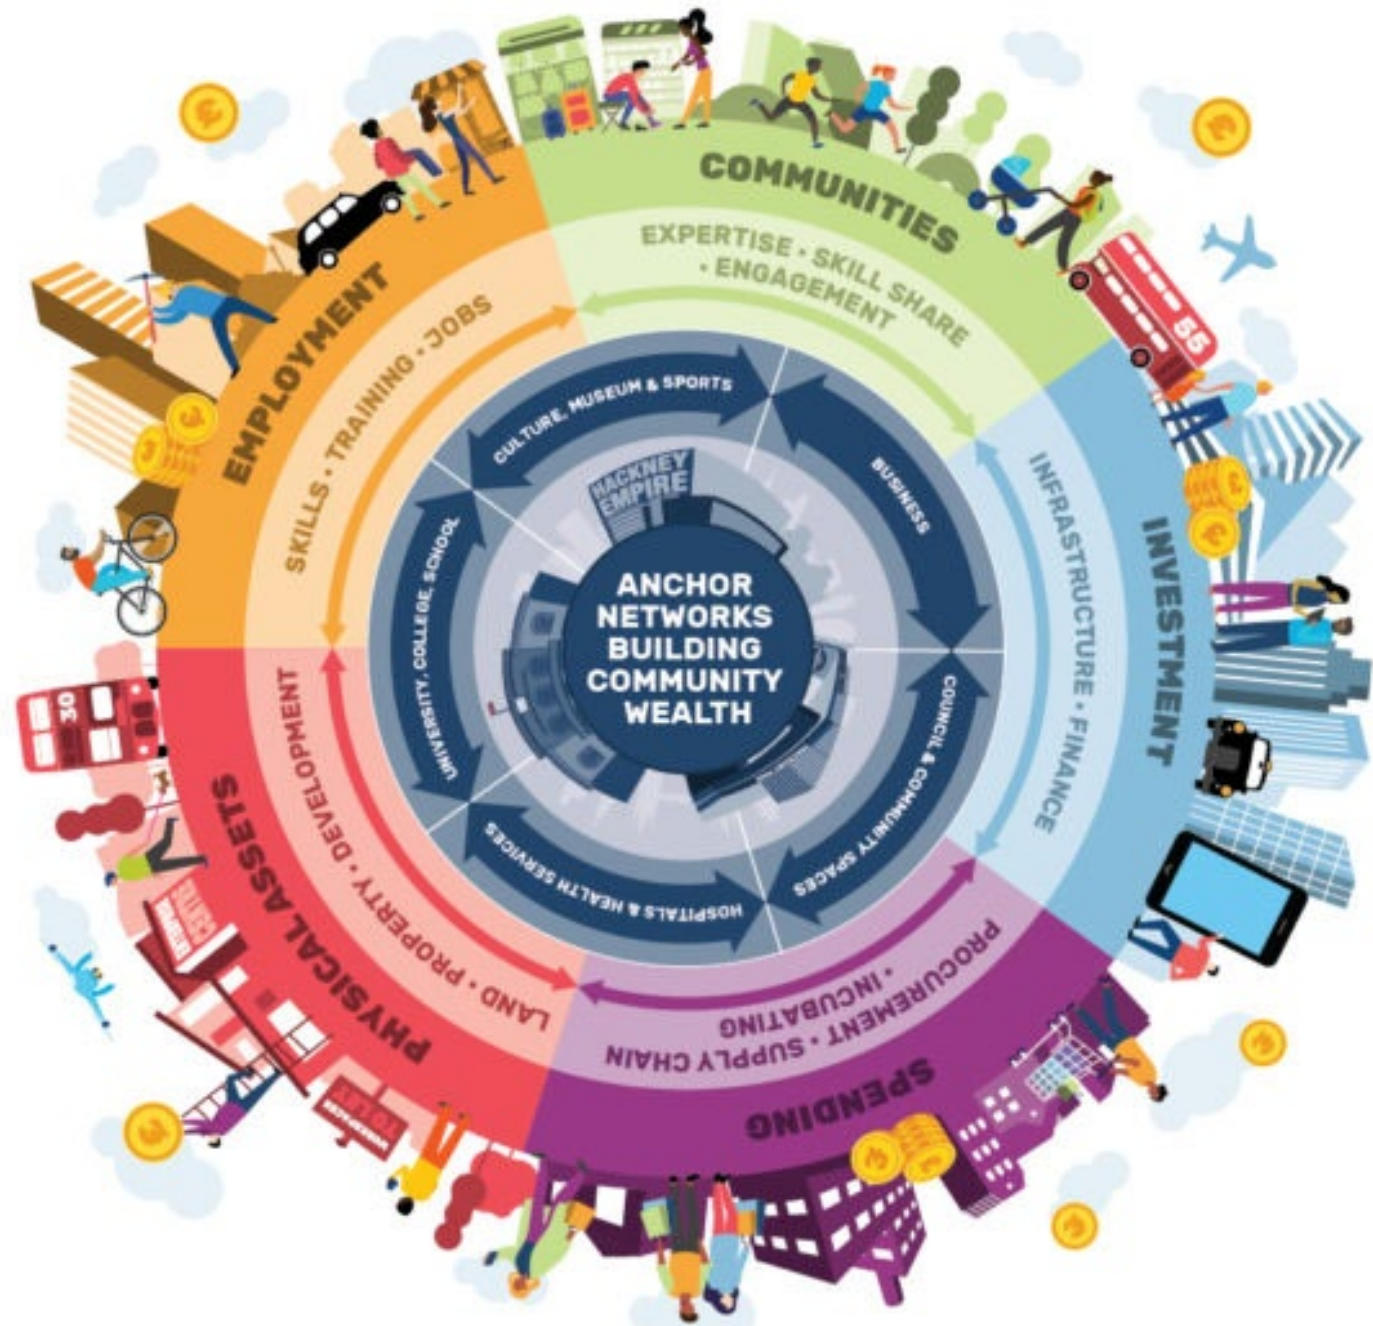 COMMUNITIES
EXPERTISE • SKILL SHARE
• ENGAGEMENT
INVESTMENT
INFRASTRUCTURE • FINANCE
SPENDING
PROCUREMENT • SUPPLY CHAIN
• INCUBATING
PHYSICAL ASSETS
LAND • PROPERTY • DEVELOPMENT
EMPLOYMENT
SKILLS • TRAINING • JOBS
CULTURE, MUSEUM & SPORTS
BUSINESS
COUNCIL & COMMUNITY SPACES
HOSPITALS & HEALTH SERVICES
UNIVERSITY, COLLEGE, SCHOOL
HACKNEY
EMPIRE
ANCHOR
NETWORKS
BUILDING
COMMUNITY
WEALTH
55
30
TO LET